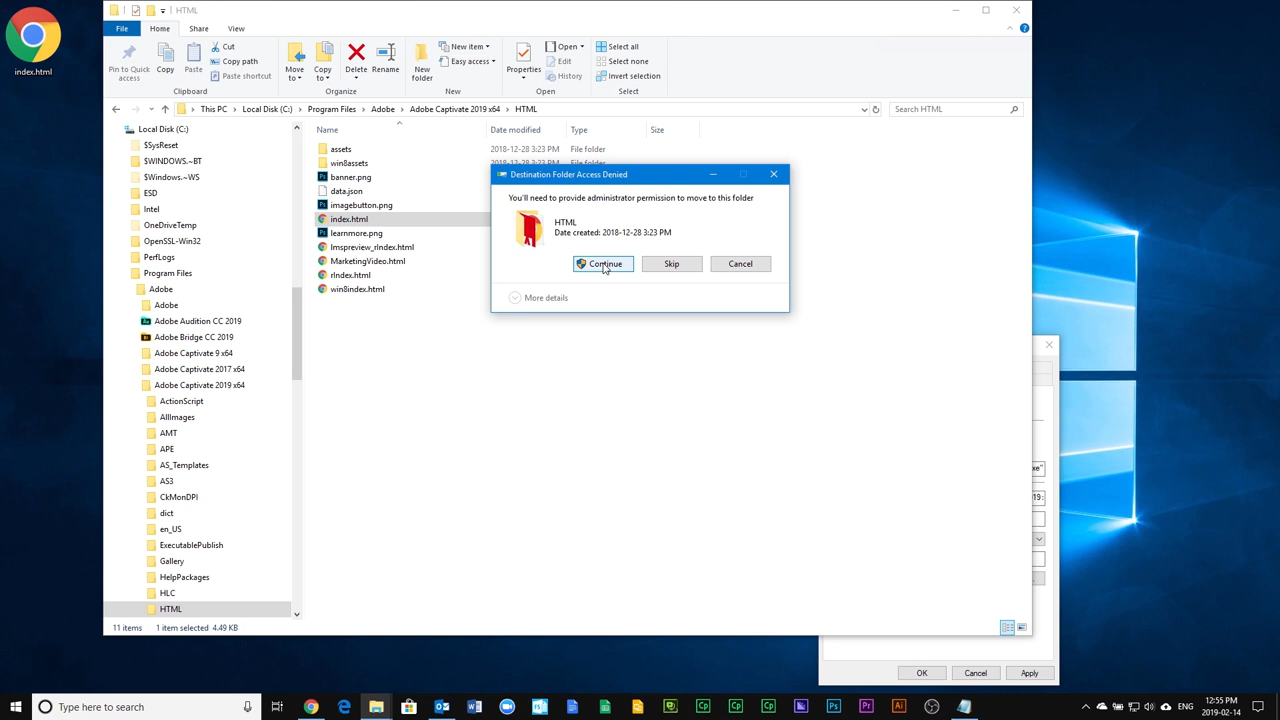 HTML
File Home Share View
Pin to Quick access
Copy
Paste
Cut
Copy path
Paste shortcut
Move to
Copy to
Delete
Rename
New folder
New item
Easy access
Properties
Open
Edit
History
Select all
Select none
Invert selection
Clipboard Organize New Open Select
This PC Local Disk (C:) Program Files Adobe Adobe Captivate 2019 x64 HTML
Search HTML
index.html
Local Disk (C:)
$SysReset
$WINDOWS.~BT
$Windows.~WS
ESD
Intel
OneDriveTemp
OpenSSL-Win32
PerfLogs
Program Files
Adobe
Adobe
Adobe Audition CC 2019
Adobe Bridge CC 2019
Adobe Captivate 9 x64
Adobe Captivate 2017 x64
Adobe Captivate 2019 x64
ActionScript
AllImages
AMT
APE
AS_Templates
AS3
CkMonDPI
dict
en_US
ExecutablePublish
Gallery
HelpPackages
HLC
HTML
Name Date modified Type Size
assets 2018-12-28 3:23 PM File folder
win8assets 2018-12-28 3:23 PM File folder
banner.png
data.json
imagebutton.png
index.html
learnmore.png
lmspreview_rIndex.html
MarketingVideo.html
rIndex.html
win8index.html
Destination Folder Access Denied
You'll need to provide administrator permission to move to this folder
HTML
Date created: 2018-12-28 3:23 PM
Continue Skip Cancel
More details
xe"
19:
11 items 1 item selected 4.49 KB
OK Cancel Apply
Type here to search
12:55 PM
2019-02-14